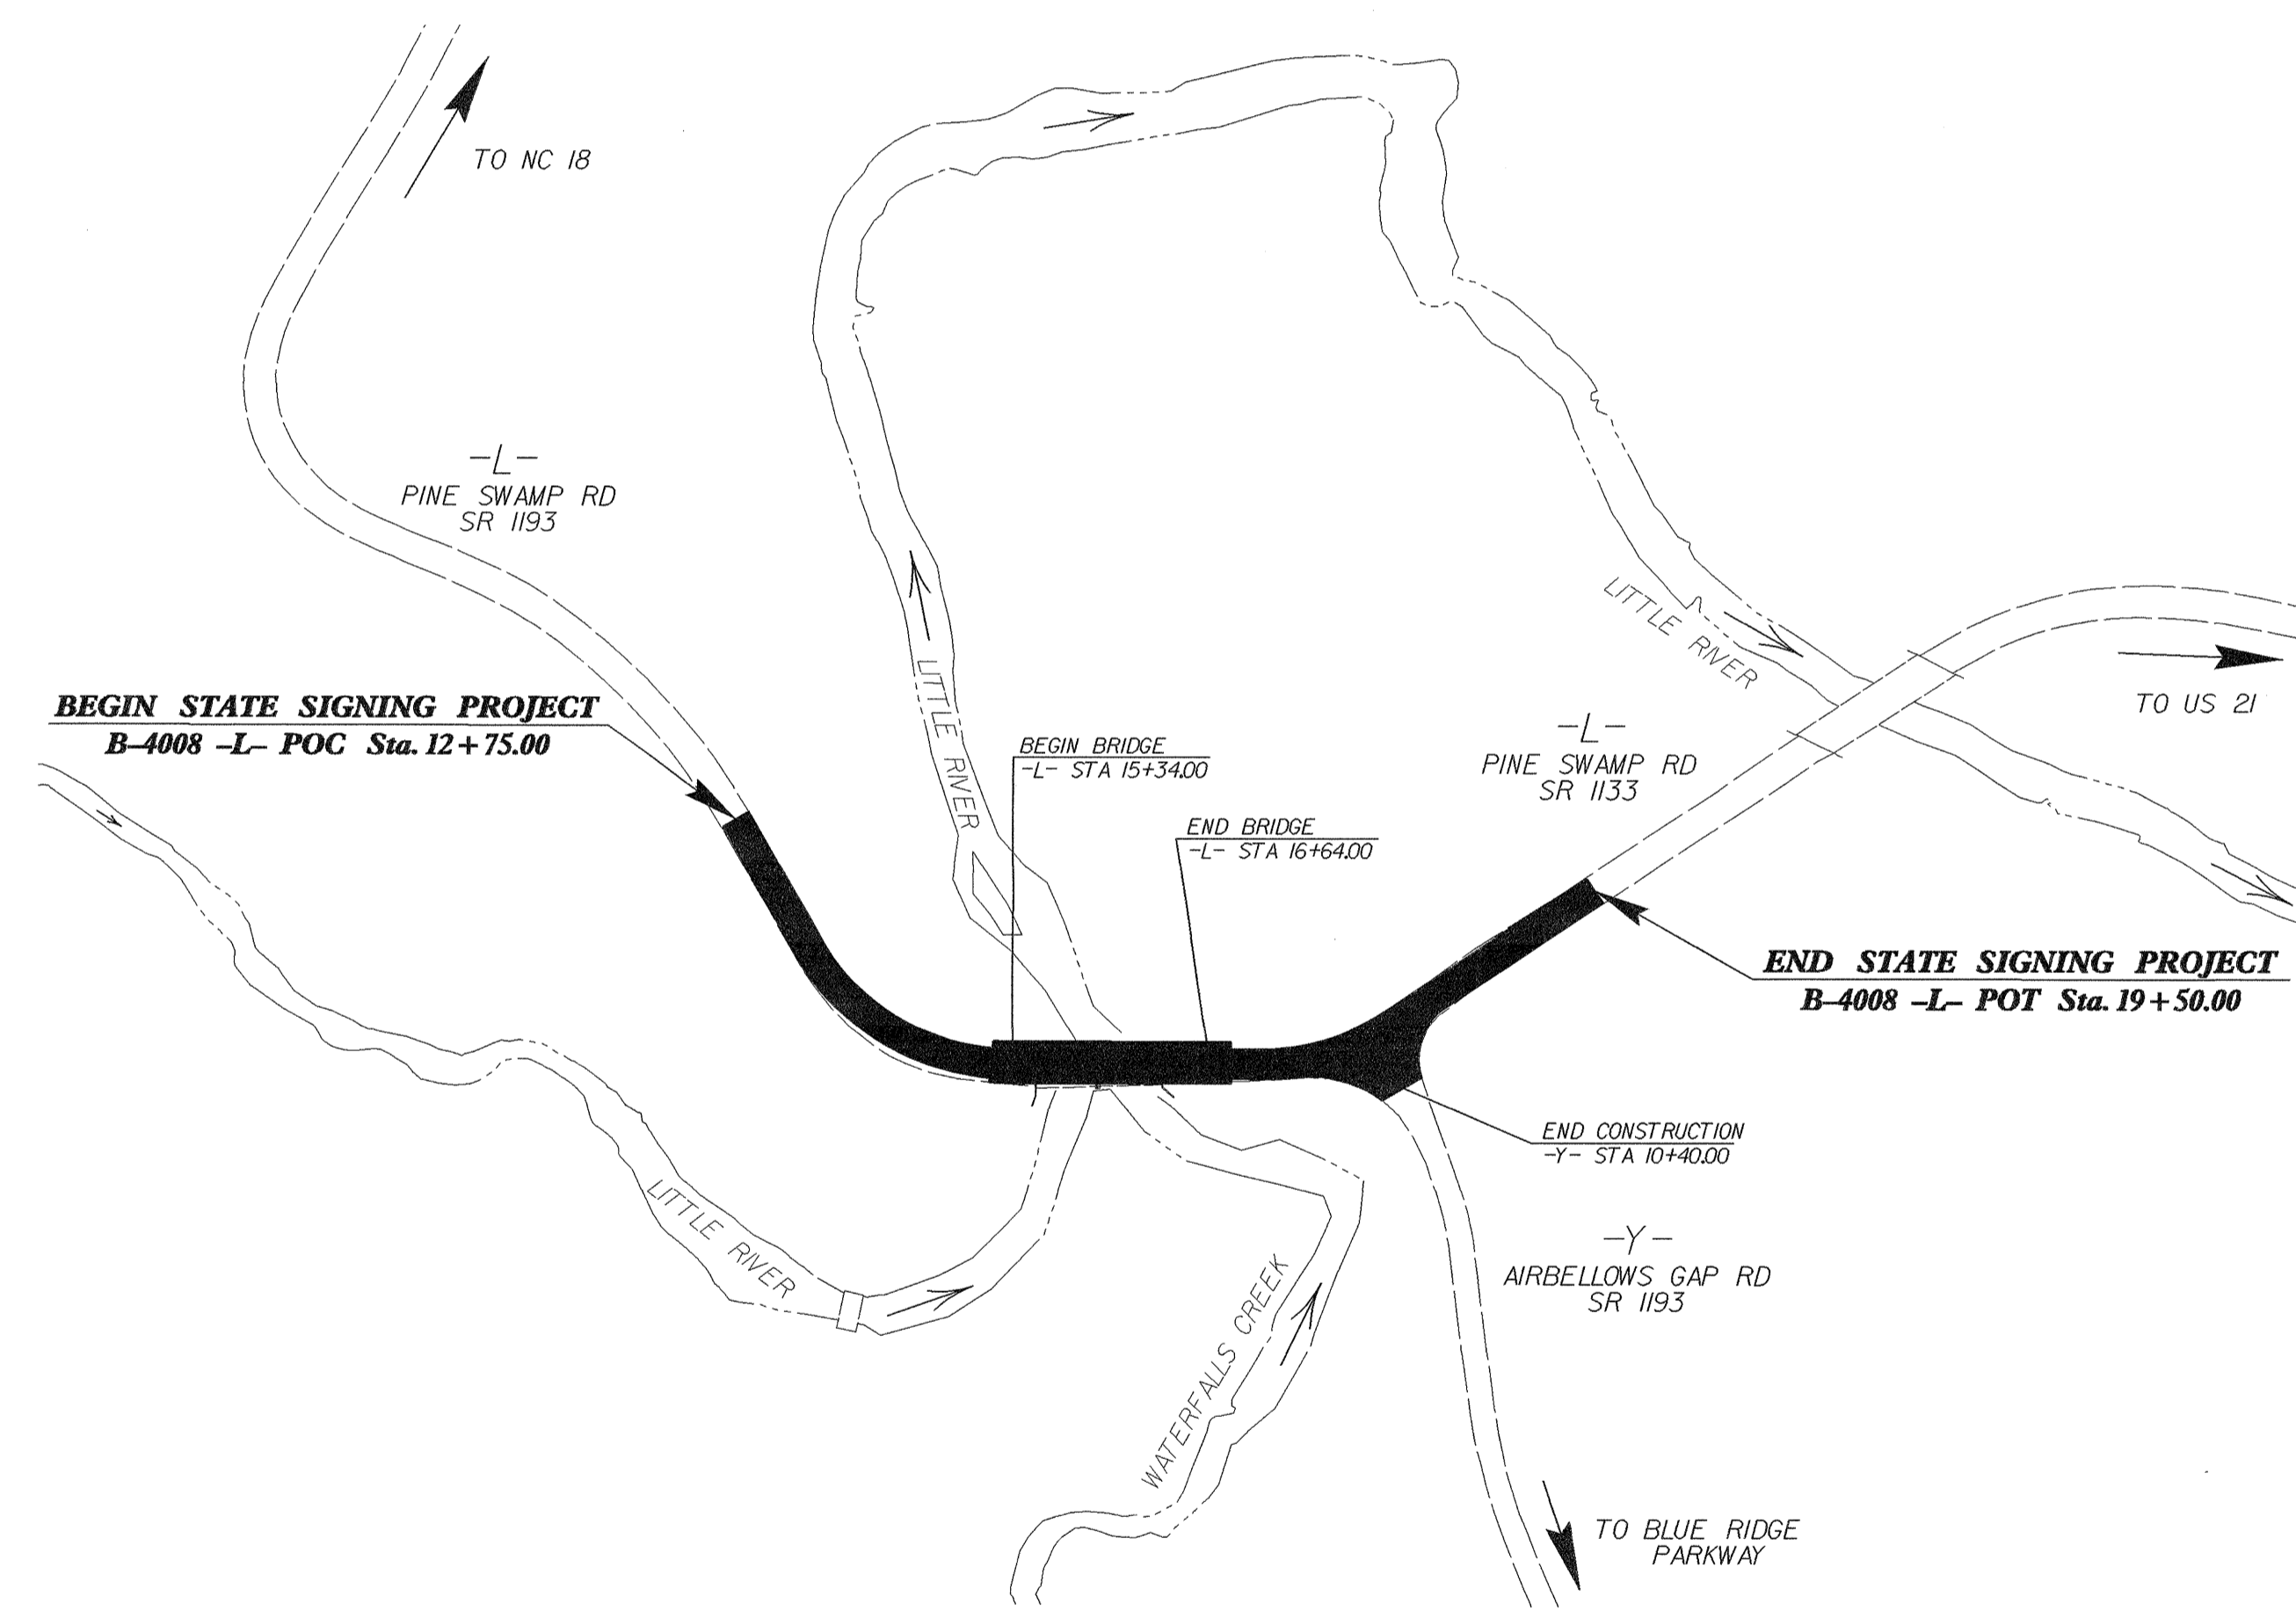 TO NC 18
-L-
PINE SWAMP RD
SR 1193
BEGIN STATE SIGNING PROJECT
B-4008 -L- POC Sta. 12+75.00
LITTLE RIVER
BEGIN BRIDGE
-L- STA 15+34.00
END BRIDGE
-L- STA 16+64.00
LITTLE RIVER
-L-
PINE SWAMP RD
SR 1133
TO US 21
END STATE SIGNING PROJECT
B-4008 -L- POT Sta. 19+50.00
END CONSTRUCTION
-Y- STA 10+40.00
LITTLE RIVER
WATERFALLS CREEK
-Y-
AIRBELLOWS GAP RD
SR 1193
TO BLUE RIDGE
PARKWAY